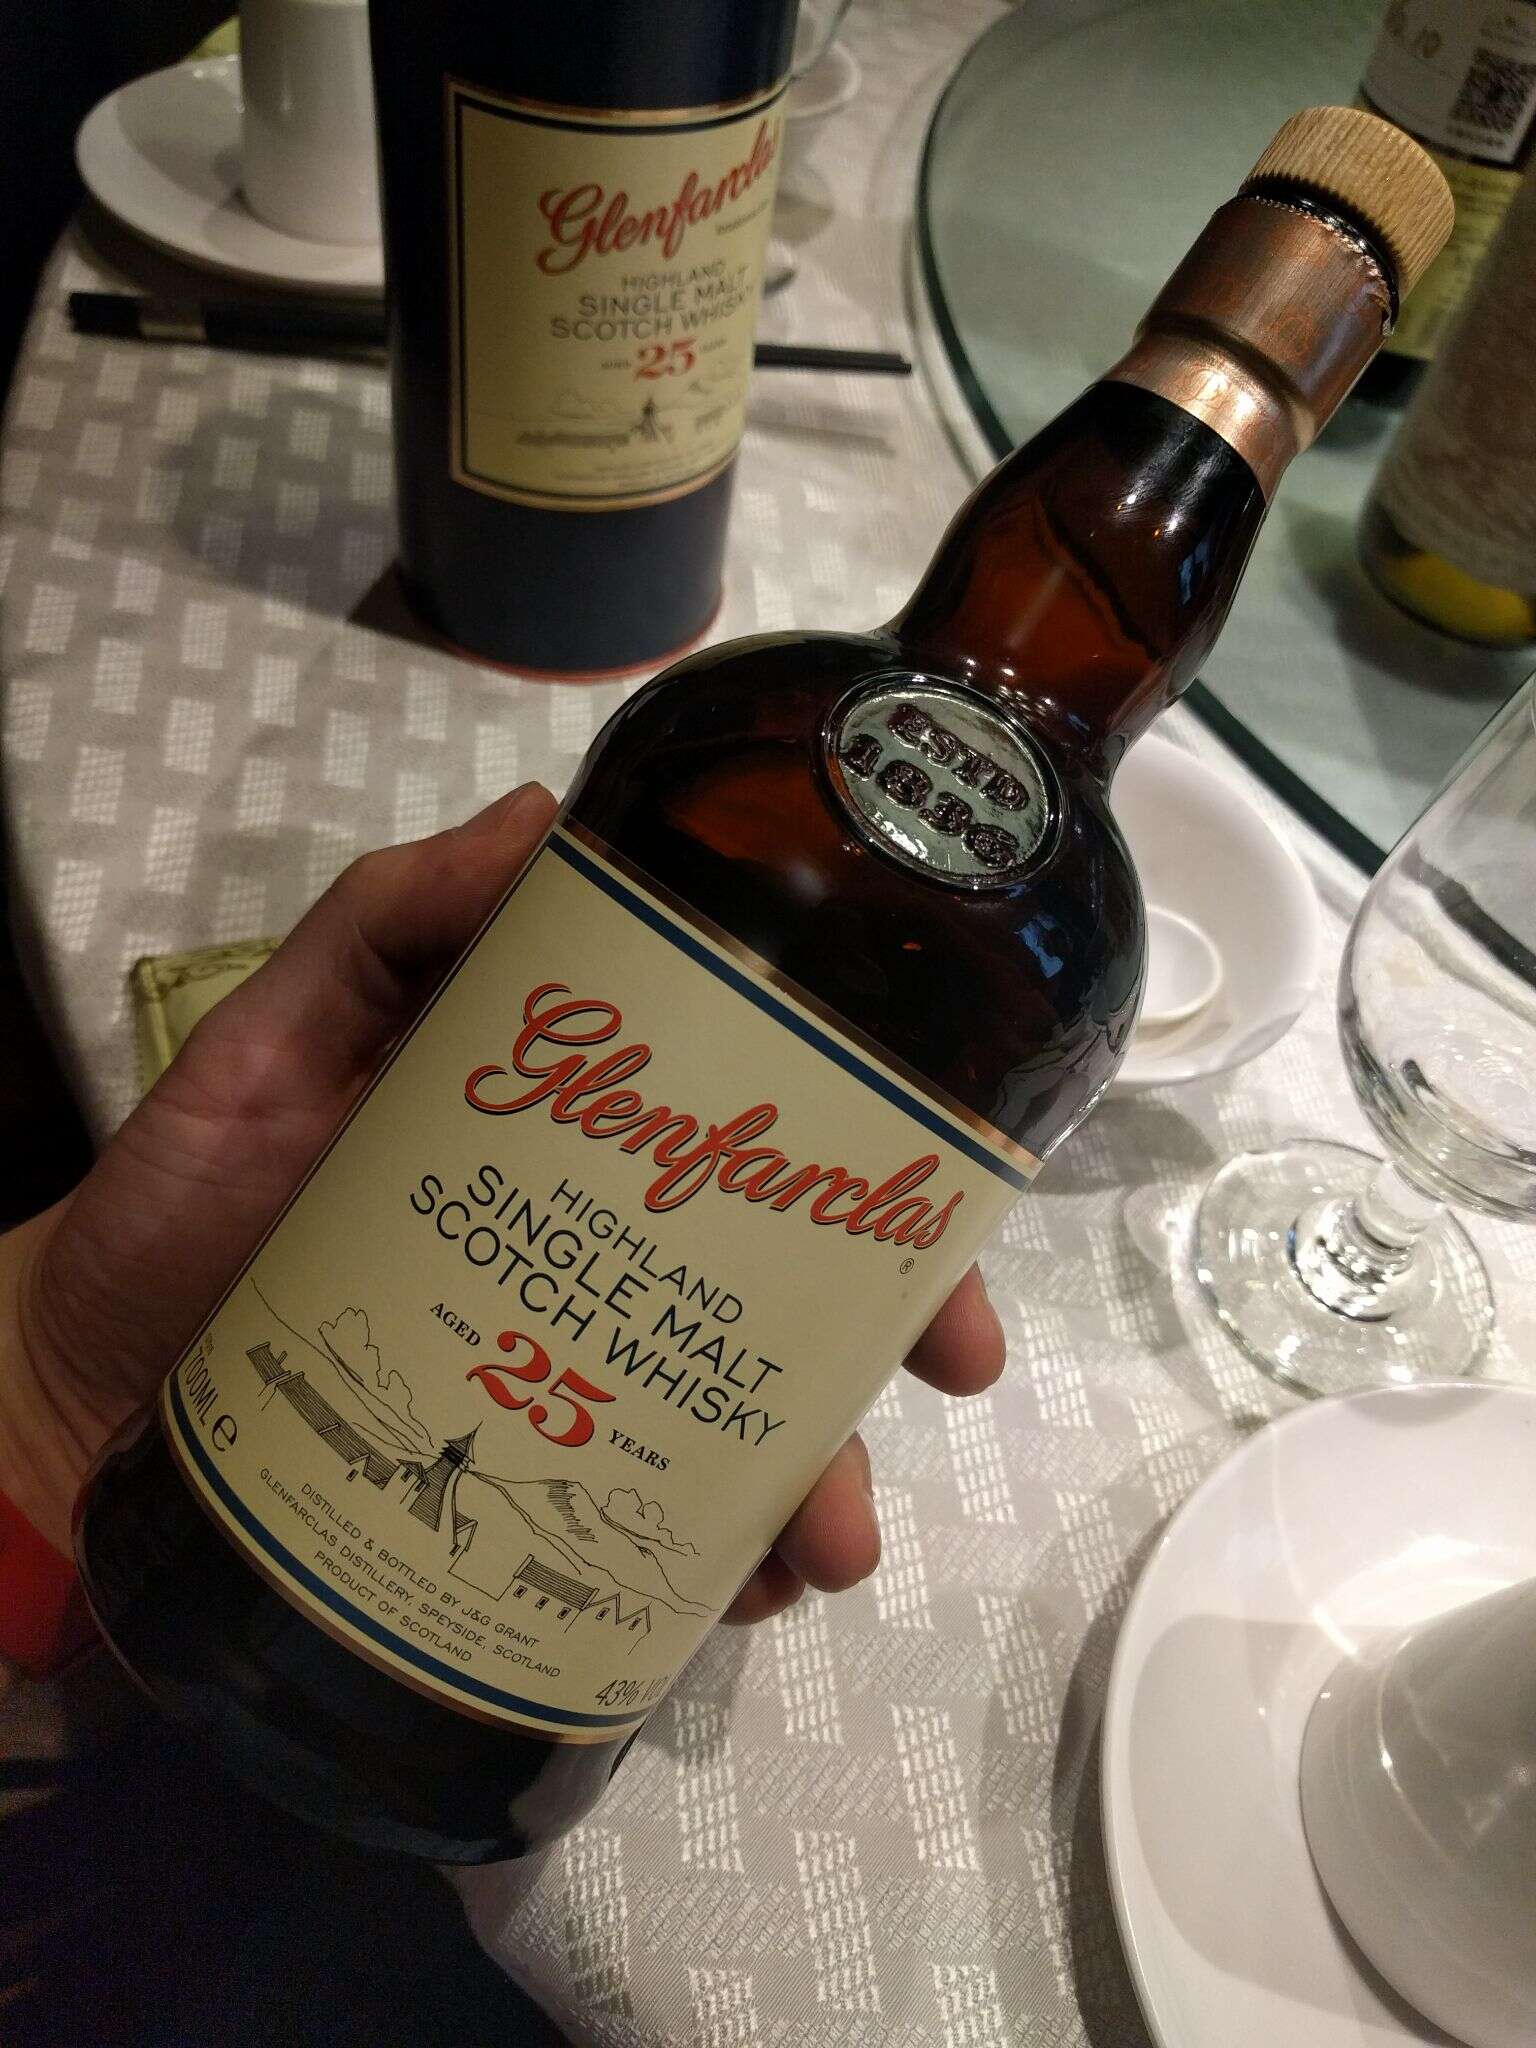 Glenfarclas
HIGHLAND
SINGLE MALT
SCOTCH WHISKY
25
ESTD
1836
Glenfarclas
®
HIGHLAND
SINGLE MALT
SCOTCH WHISKY
AGED 25 YEARS
700ML e
DISTILLED & BOTTLED BY J&G GRANT
GLENFARCLAS DISTILLERY, SPEYSIDE, SCOTLAND
PRODUCT OF SCOTLAND
43% VOL